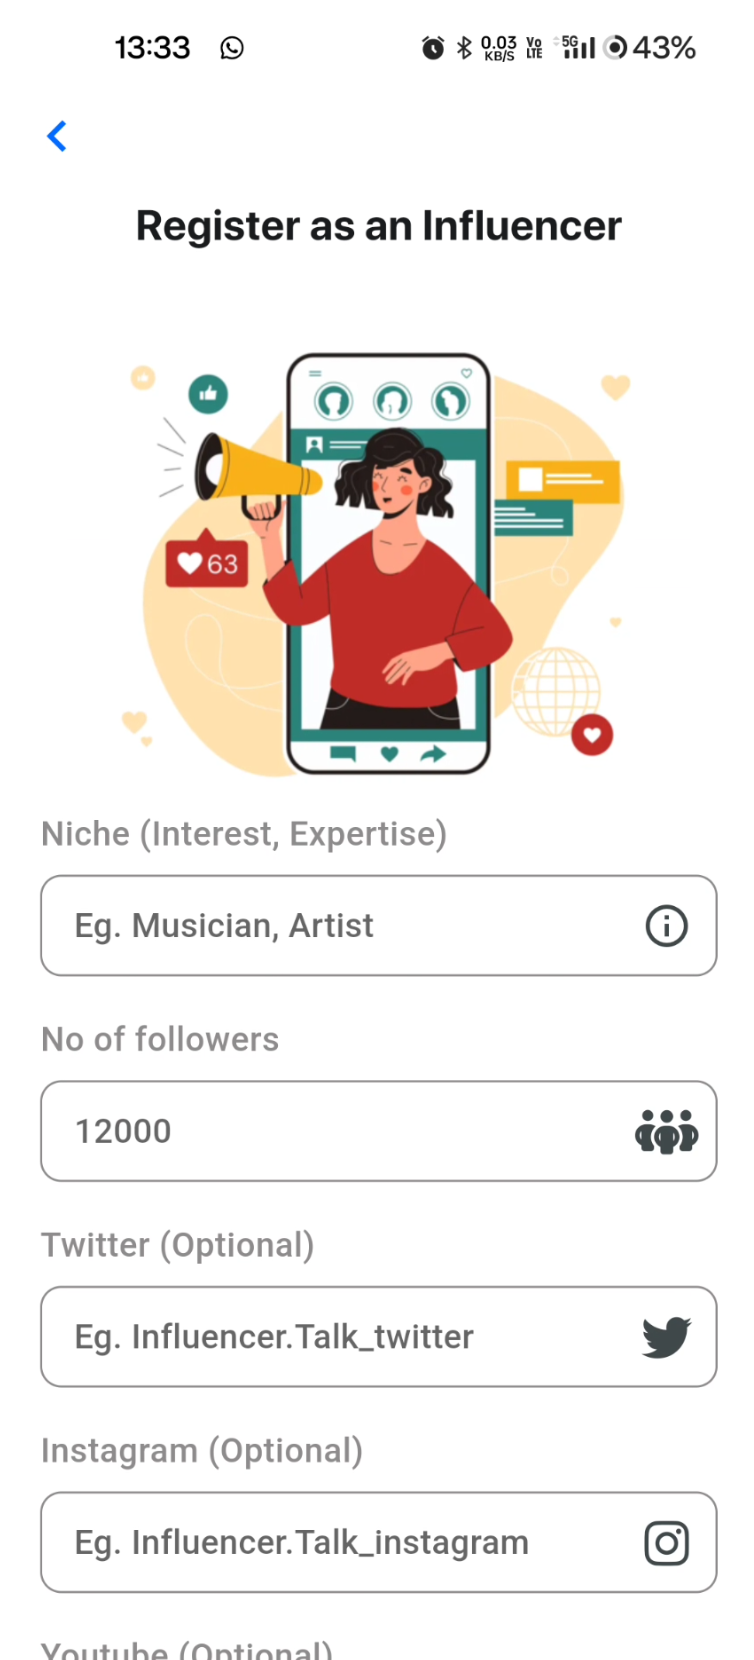 13:33 0.03 KB/S Vo LTE 5G 43%
Register as an Influencer
63
Niche (Interest, Expertise)
Eg. Musician, Artist
No of followers
12000
Twitter (Optional)
Eg. Influencer.Talk_twitter
Instagram (Optional)
Eg. Influencer.Talk_instagram
Youtube (Optional)